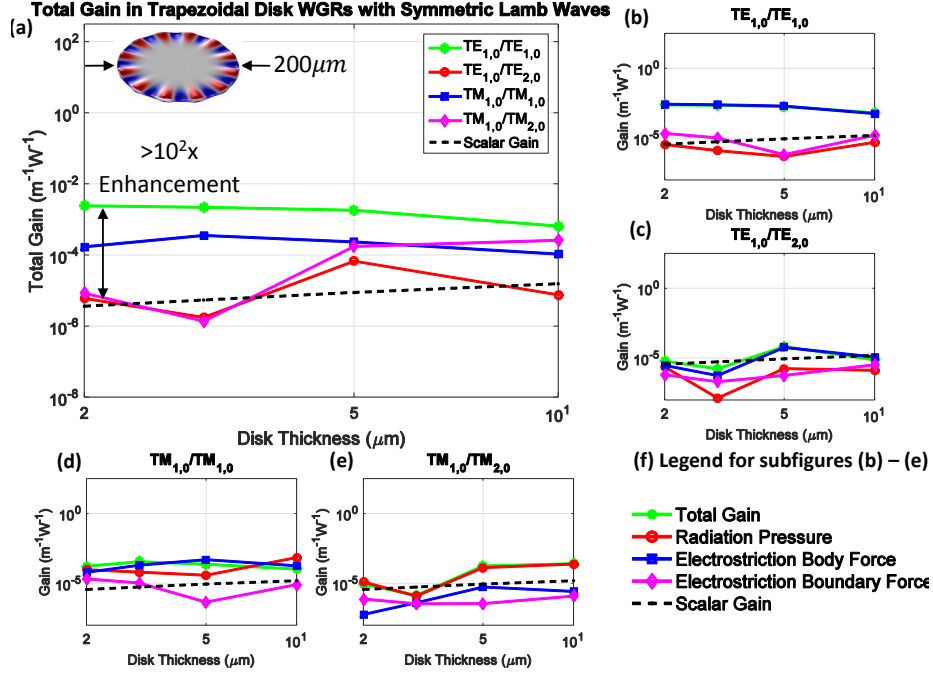 Total Gain in Trapezoidal Disk WGRs with Symmetric Lamb Waves
(a)
200μm
TE1,0/TE1,0
TE1,0/TE2,0
TM1,0/TM1,0
TM1,0/TM2,0
Scalar Gain
>10²x
Enhancement
Total Gain (m⁻¹W⁻¹)
10²
10⁰
10⁻²
10⁻⁴
10⁻⁶
10⁻⁸
2
5
10¹
Disk Thickness (μm)
(b)
TE1,0/TE1,0
Gain (m⁻¹W⁻¹)
10⁰
10⁻⁵
2
5
10¹
Disk Thickness (μm)
(c)
TE1,0/TE2,0
Gain (m⁻¹W⁻¹)
10⁰
10⁻⁵
2
5
10¹
Disk Thickness (μm)
(d)
TM1,0/TM1,0
Gain (m⁻¹W⁻¹)
10⁰
10⁻⁵
2
5
10¹
Disk Thickness (μm)
(e)
TM1,0/TM2,0
Gain (m⁻¹W⁻¹)
10⁰
10⁻⁵
2
5
10¹
Disk Thickness (μm)
(f) Legend for subfigures (b) – (e)
Total Gain
Radiation Pressure
Electrostriction Body Force
Electrostriction Boundary Force
Scalar Gain